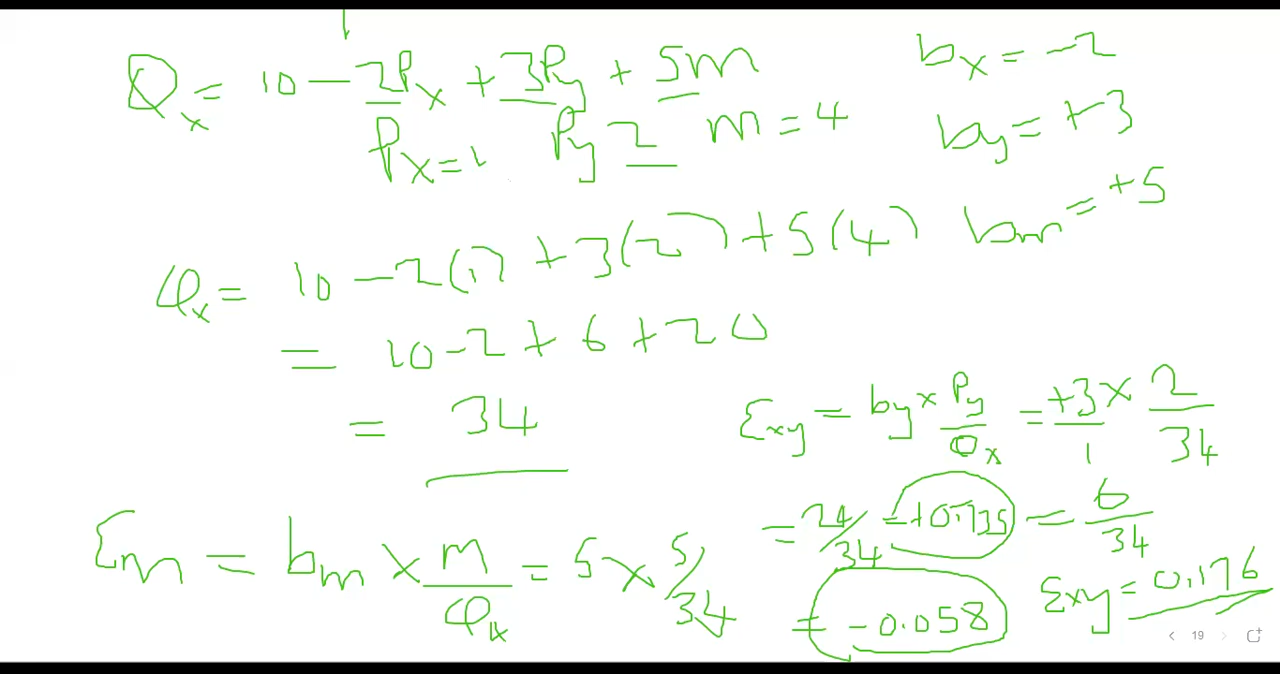 Qx = 10 - 2Px + 3Py + 5m
bx = -2
Px = 1 Py 2 m = 4
by = +3
bm = +5
Qx = 10 - 2(1) + 3(2) + 5(4)
= 10 - 2 + 6 + 20
= 34
Exy = by x Py/Qx = +3/1 x 2/34
= 24/34 = +0.735 = 6/34
Em = bm x m/Qx = 5 x 5/34
= -0.058
Exy = 0.176
19